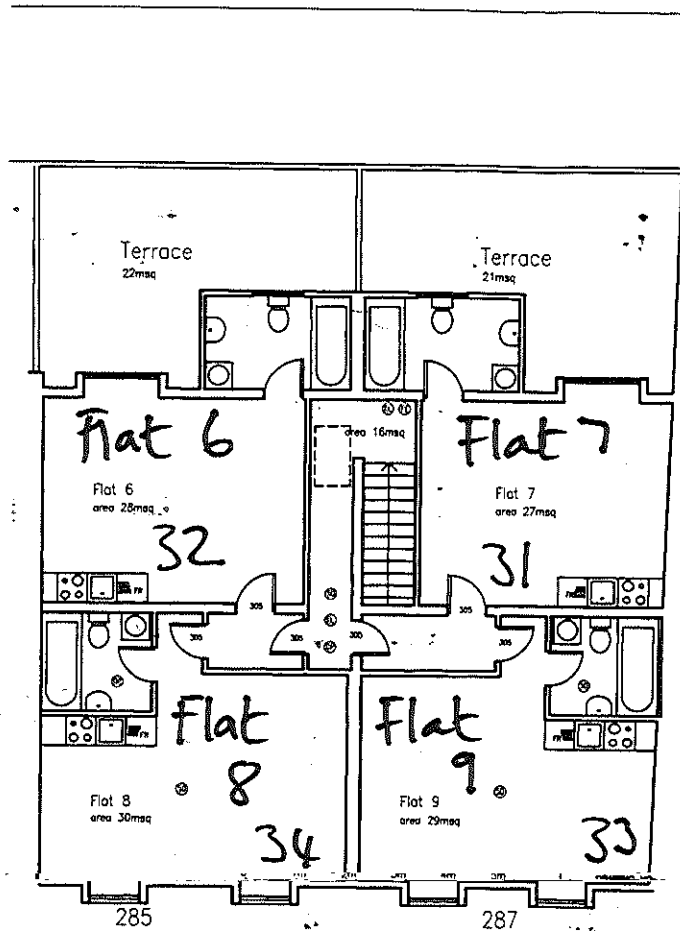 Terrace
22msq
Terrace
21msq
area 16msq
Flat 6
Flat 7
Flat 6
area 28msq
Flat 7
area 27msq
32
31
305
305
305
305
305
305
Flat
8
Flat
9
FR
FR
Flat 8
area 30msq
Flat 9
area 29msq
34
33
285
287